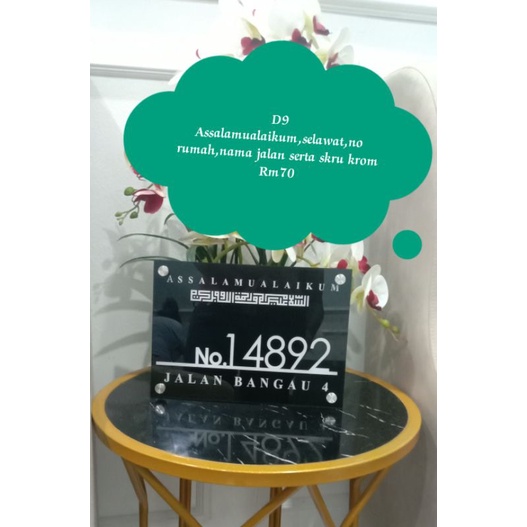 D9
Assalamualaikum,selawat,no
rumah,nama jalan serta skru krom
Rm70
ASSALAMUALAIKUM
No.14892
JALAN BANGAU 4